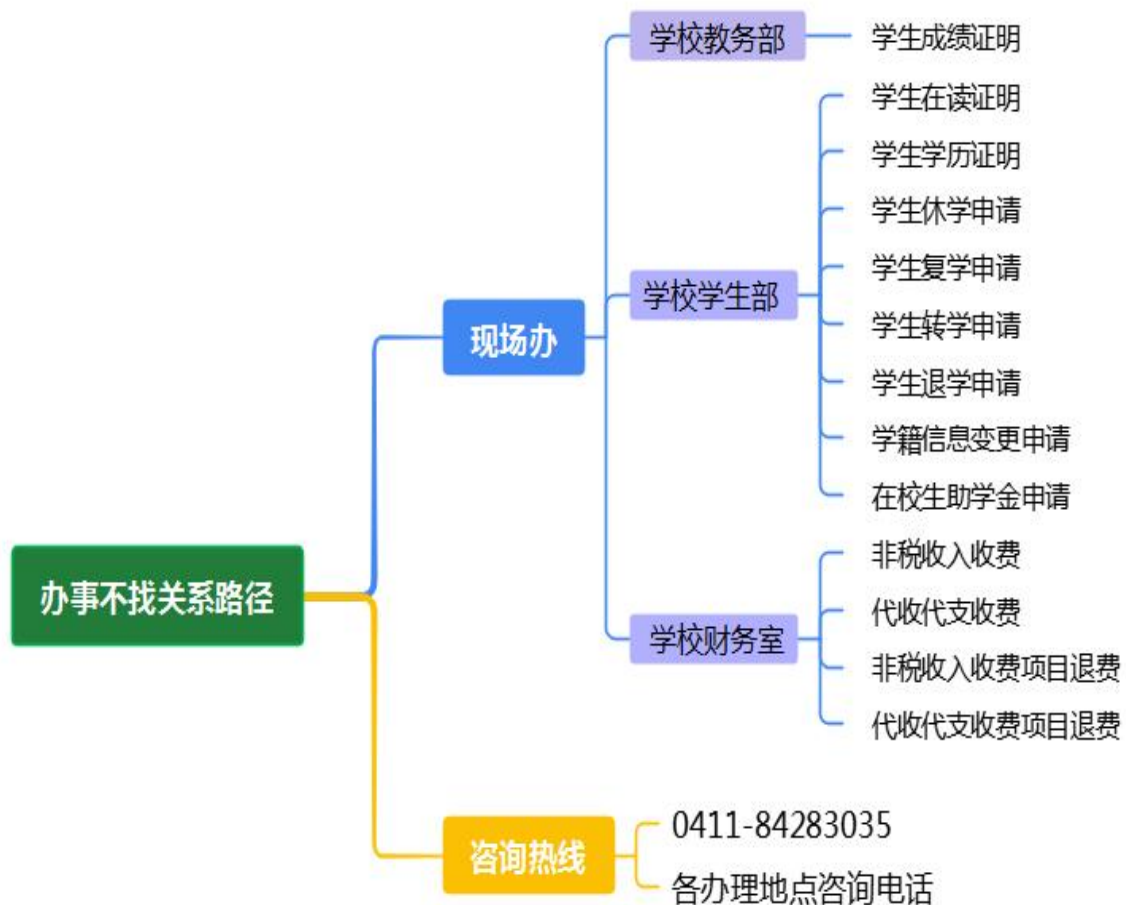 办事不找关系路径
现场办
学校教务部
学生成绩证明
学校学生部
学生在读证明
学生学历证明
学生休学申请
学生复学申请
学生转学申请
学生退学申请
学籍信息变更申请
在校生助学金申请
学校财务室
非税收入收费
代收代支收费
非税收入收费项目退费
代收代支收费项目退费
咨询热线
0411-84283035
各办理地点咨询电话